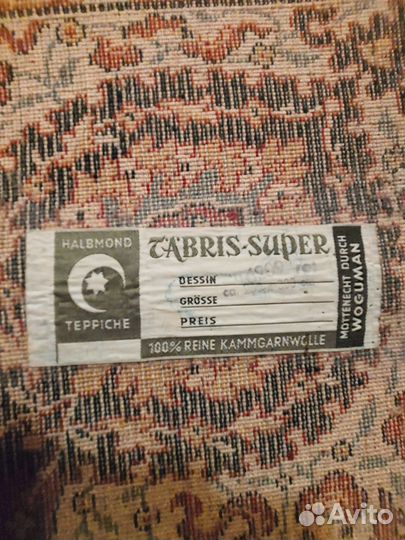 HALBMOND
TEPPICHE
TÄBRIS-SUPER
DESSIN
GRÖSSE
PREIS
100% REINE KAMMGARNWOLLE
MOTTENECHT DURCH
WOGUMAN
Avito